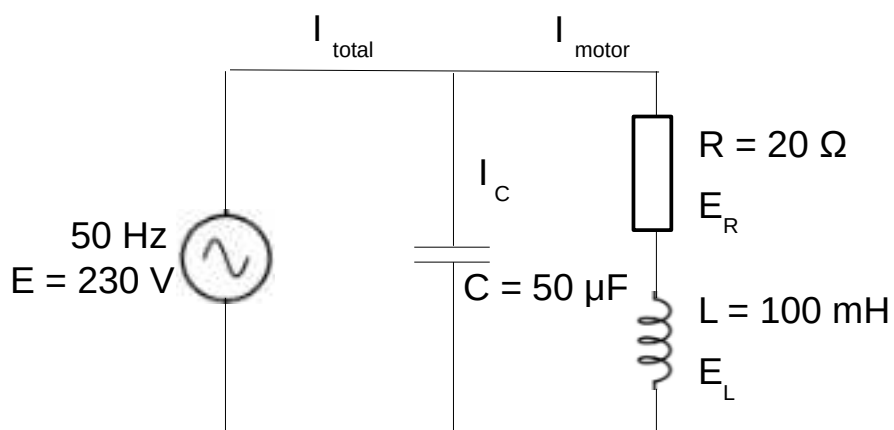 I total
I motor
R = 20 Ω
I C
E R
50 Hz
E = 230 V
C = 50 μF
L = 100 mH
E L